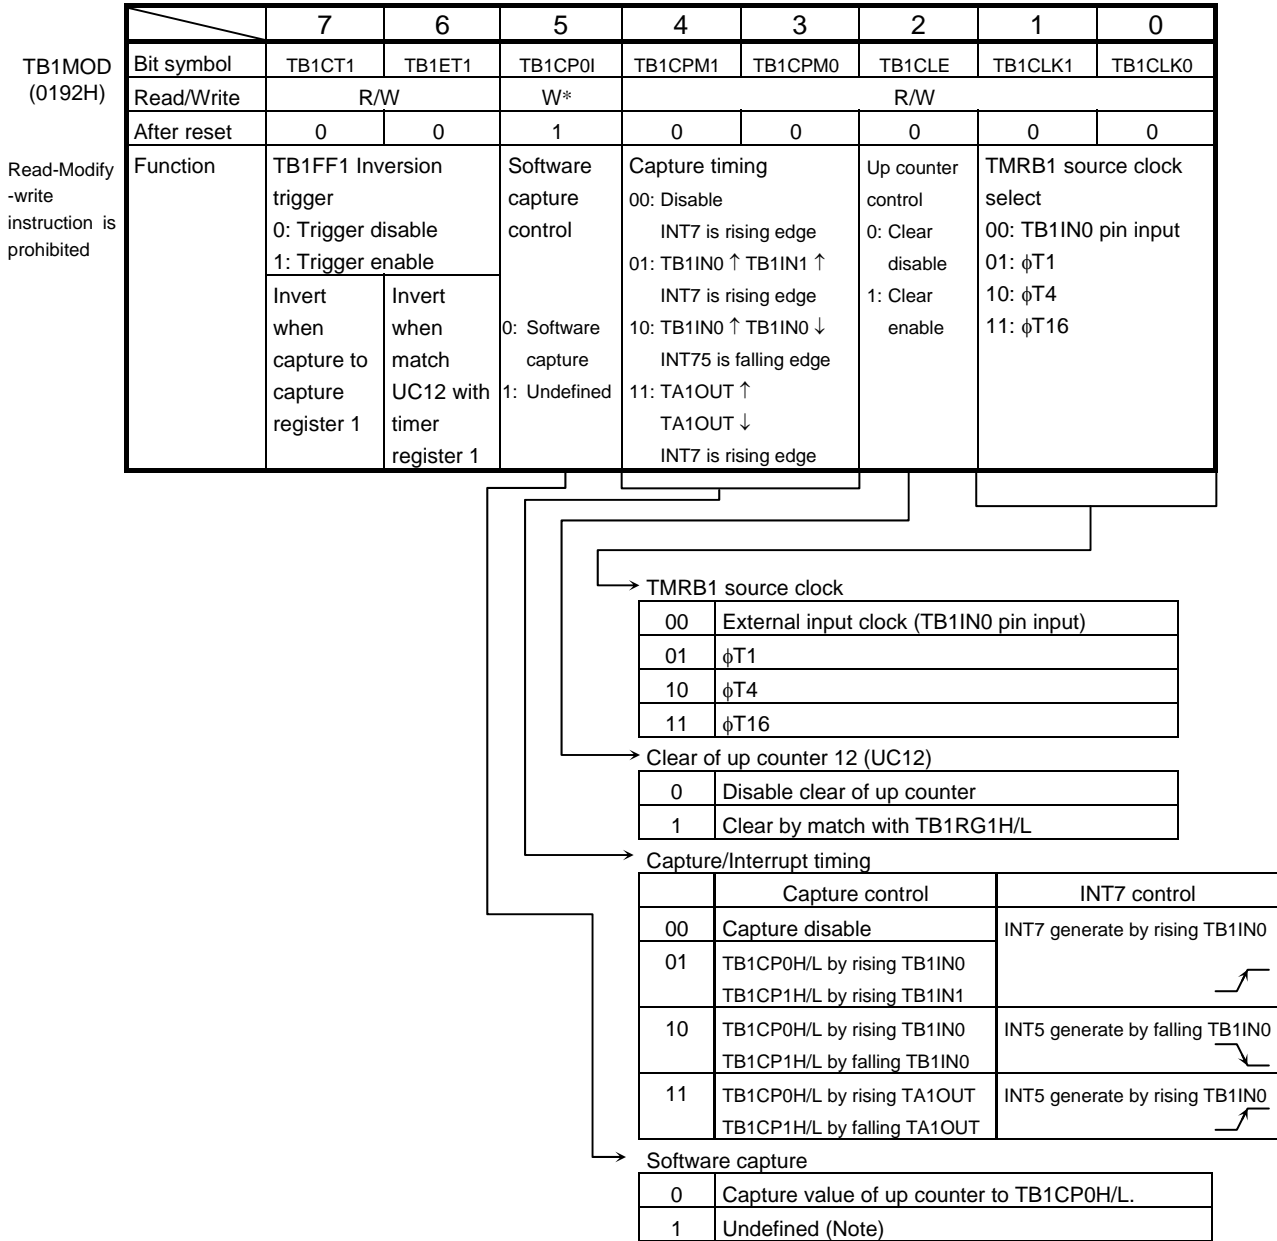 7 6 5 4 3 2 1 0
TB1MOD
(0192H)
Bit symbol TB1CT1 TB1ET1 TB1CP0I TB1CPM1 TB1CPM0 TB1CLE TB1CLK1 TB1CLK0
Read/Write R/W W* R/W
After reset 0 0 1 0 0 0 0 0
Read-Modify
-write
instruction is
prohibited
Function
TB1FF1 Inversion
trigger
0: Trigger disable
1: Trigger enable
Invert
when
capture to
capture
register 1
Invert
when
match
UC12 with
timer
register 1
Software
capture
control
0: Software
capture
1: Undefined
Capture timing
00: Disable
INT7 is rising edge
01: TB1IN0 ↑ TB1IN1 ↑
INT7 is rising edge
10: TB1IN0 ↑ TB1IN0 ↓
INT75 is falling edge
11: TA1OUT ↑
TA1OUT ↓
INT7 is rising edge
Up counter
control
0: Clear
disable
1: Clear
enable
TMRB1 source clock
select
00: TB1IN0 pin input
01: ϕT1
10: ϕT4
11: ϕT16
TMRB1 source clock
00 External input clock (TB1IN0 pin input)
01 ϕT1
10 ϕT4
11 ϕT16
Clear of up counter 12 (UC12)
0 Disable clear of up counter
1 Clear by match with TB1RG1H/L
Capture/Interrupt timing
Capture control INT7 control
00 Capture disable INT7 generate by rising TB1IN0
01 TB1CP0H/L by rising TB1IN0
TB1CP1H/L by rising TB1IN1
10 TB1CP0H/L by rising TB1IN0 INT5 generate by falling TB1IN0
TB1CP1H/L by falling TB1IN0
11 TB1CP0H/L by rising TA1OUT INT5 generate by rising TB1IN0
TB1CP1H/L by falling TA1OUT
Software capture
0 Capture value of up counter to TB1CP0H/L.
1 Undefined (Note)